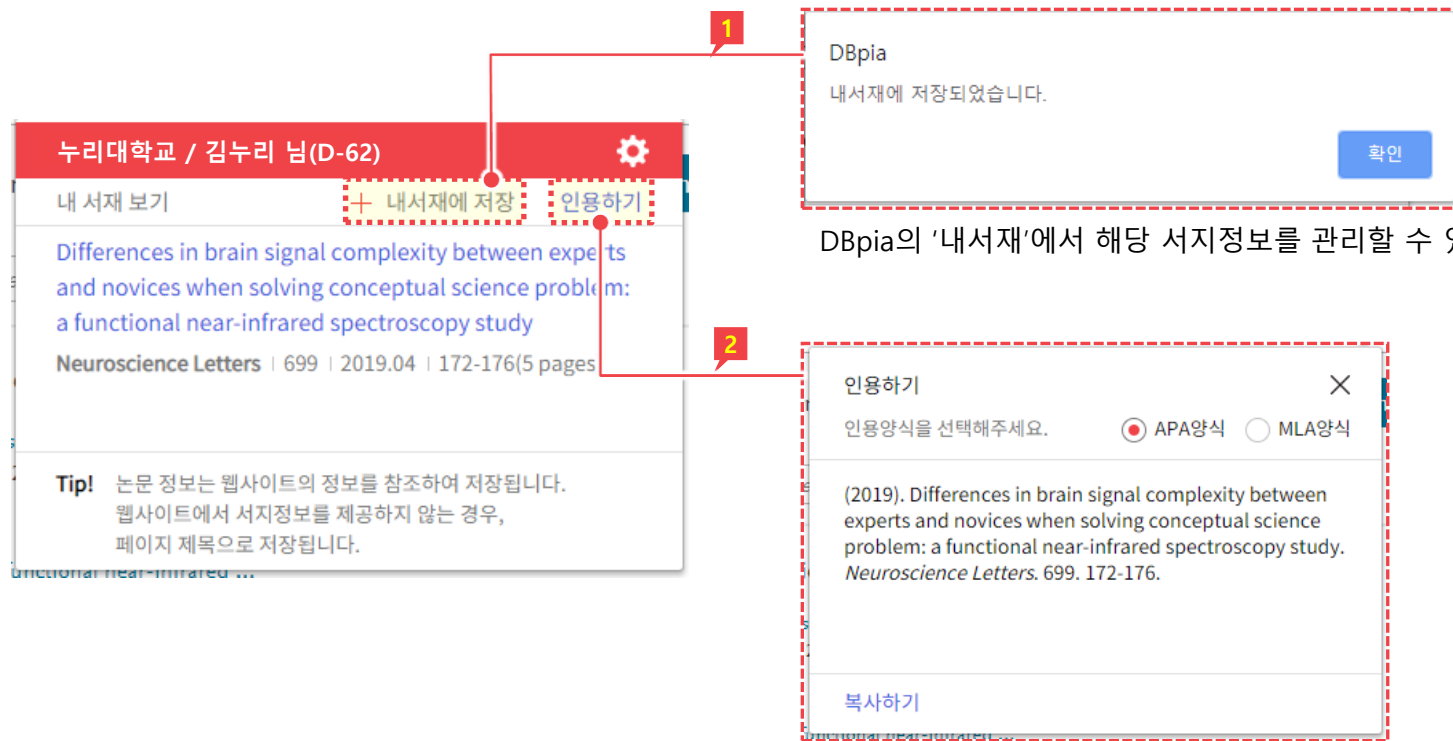 1
DBpia
내서재에 저장되었습니다.
확인
DBpia의 ‘내서재’에서 해당 서지정보를 관리할 수
누리대학교 / 김누리 님(D-62)
내 서재 보기
+ 내서재에 저장
인용하기
Differences in brain signal complexity between experts
and novices when solving conceptual science problem:
a functional near-infrared spectroscopy study
Neuroscience Letters | 699 | 2019.04 | 172-176(5 pages
Tip! 논문 정보는 웹사이트의 정보를 참조하여 저장됩니다.
웹사이트에서 서지정보를 제공하지 않는 경우,
페이지 제목으로 저장됩니다.
functional near-infrared ...
2
인용하기
인용양식을 선택해주세요.
APA양식
MLA양식
(2019). Differences in brain signal complexity between
experts and novices when solving conceptual science
problem: a functional near-infrared spectroscopy study.
Neuroscience Letters. 699. 172-176.
복사하기
functional near-infrared ...